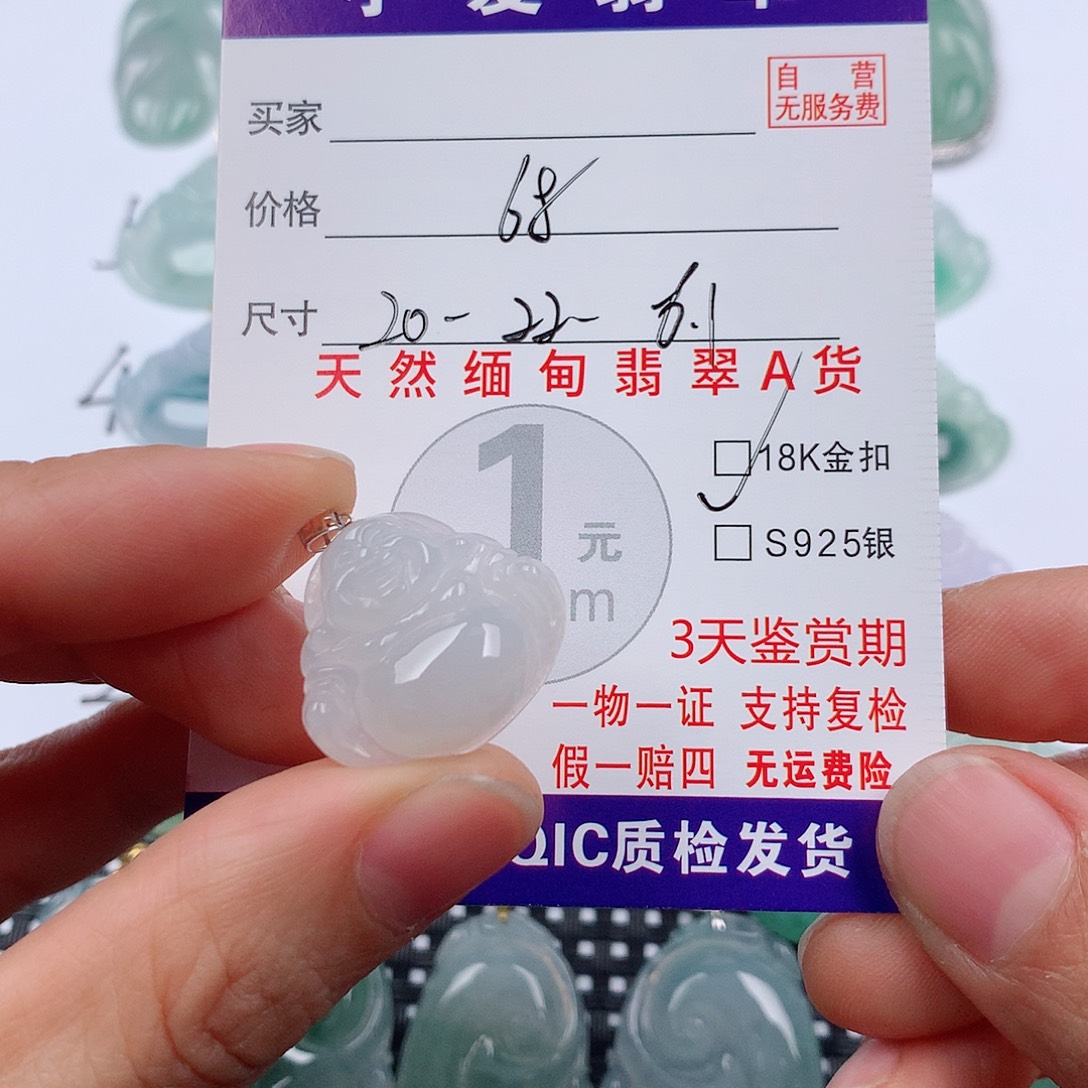 买家
自营
无服务费
价格 68
尺寸 20-22-6.1
天然缅甸翡翠A货
1元
m
18K金扣
S925银
3天鉴赏期
一物一证 支持复检
假一赔四 无运费险
QIC质检发货
4